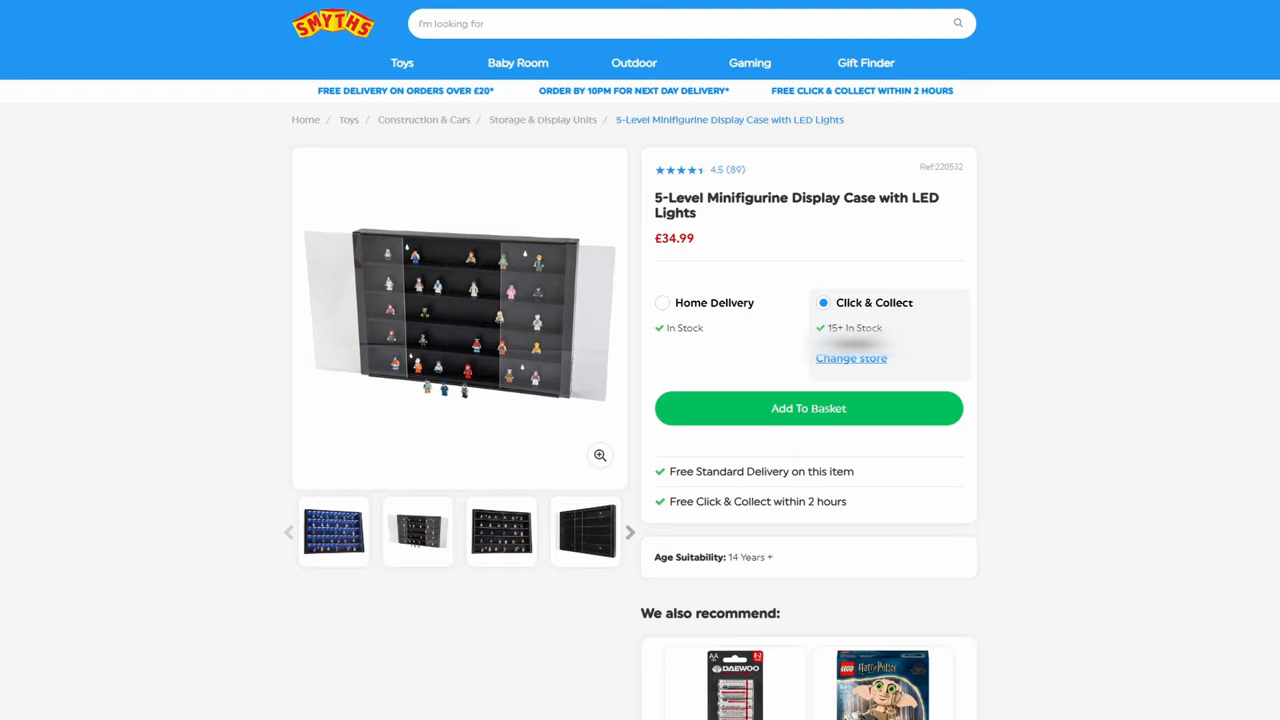 SMYTHS
I'm looking for
Toys
Baby Room
Outdoor
Gaming
Gift Finder
FREE DELIVERY ON ORDERS OVER £20*
ORDER BY 10PM FOR NEXT DAY DELIVERY*
FREE CLICK & COLLECT WITHIN 2 HOURS
Home / Toys / Construction & Cars / Storage & Display Units / 5-Level Minifigurine Display Case with LED Lights
4.5 (89)
Ref:220532
5-Level Minifigurine Display Case with LED
Lights
£34.99
Home Delivery
In Stock
Click & Collect
15+ In Stock
Change store
Add To Basket
Free Standard Delivery on this item
Free Click & Collect within 2 hours
Age Suitability: 14 Years +
We also recommend:
AA
DAEWOO
LEGO
Harry Potter